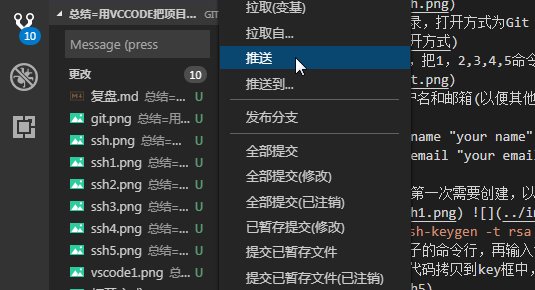 总结=用VCCODE把项目... GIT
10
Message (press
更改 10
复盘.md 总结=... U
git.png 总结=用... U
ssh.png 总结=... U
ssh1.png 总结=... U
ssh2.png 总结=... U
ssh3.png 总结=... U
ssh4.png 总结=... U
ssh5.png 总结=... U
vscode1.png 总... U
拉取(变基)
拉取自...
推送
推送到...
发布分支
全部提交
全部提交(修改)
全部提交(已注销)
已暂存提交(修改)
提交已暂存文件
提交已暂存文件(已注销)
h.png)
录，打开方式为Git
开方式)
，把1，2,3,4,5命令
t.png)
户名和邮箱(以便其他
name "your name"
email "your email
第一次需要创建，以
h1.png) ![](../in
sh-keygen -t rsa
子的命令行，再输入
代码拷贝到key框中，
h5)